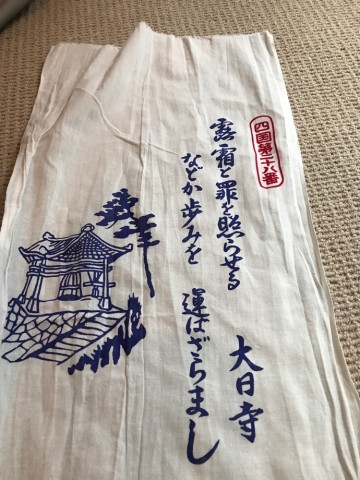 四国第二十八番
露霜と罪を照らせる
大日寺
などか歩みを
運ばざらまし